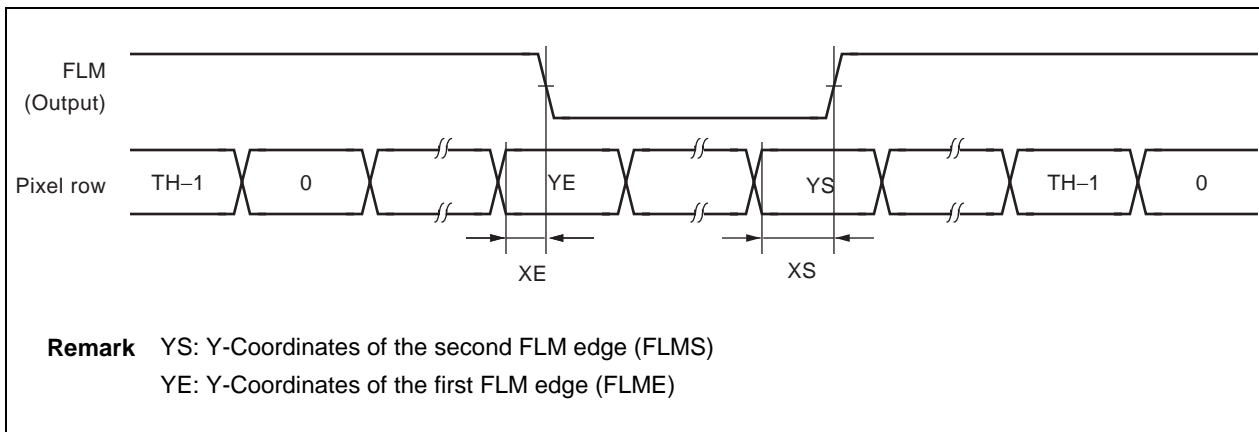 FLM
(Output)
Pixel row TH−1 0 YE YS TH−1 0
XE XS
Remark YS: Y-Coordinates of the second FLM edge (FLMS)
YE: Y-Coordinates of the first FLM edge (FLME)